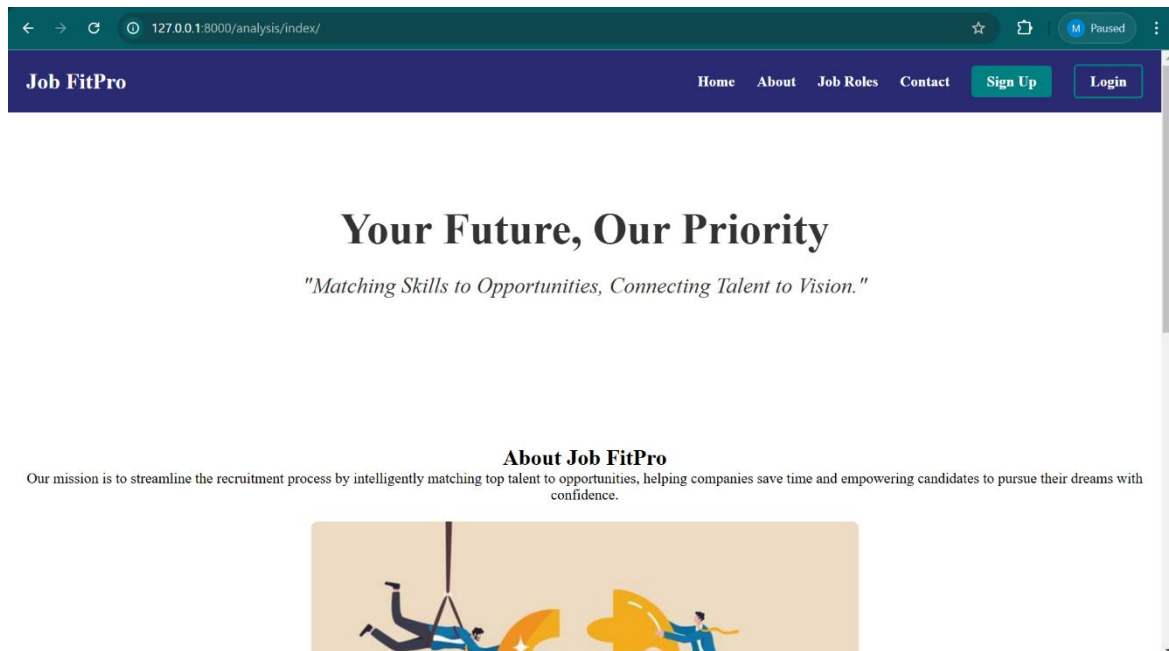 127.0.0.1:8000/analysis/index/
M Paused
Job FitPro
Home About Job Roles Contact Sign Up Login
Your Future, Our Priority
"Matching Skills to Opportunities, Connecting Talent to Vision."
About Job FitPro
Our mission is to streamline the recruitment process by intelligently matching top talent to opportunities, helping companies save time and empowering candidates to pursue their dreams with
confidence.